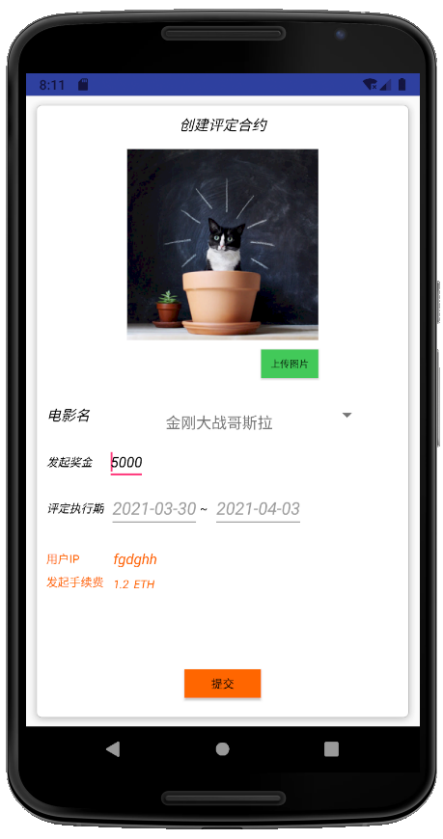 8:11
创建评定合约
上传图片
电影名 金刚大战哥斯拉
发起奖金 5000
评定执行期 2021-03-30 ~ 2021-04-03
用户IP fgdghh
发起手续费 1.2 ETH
提交